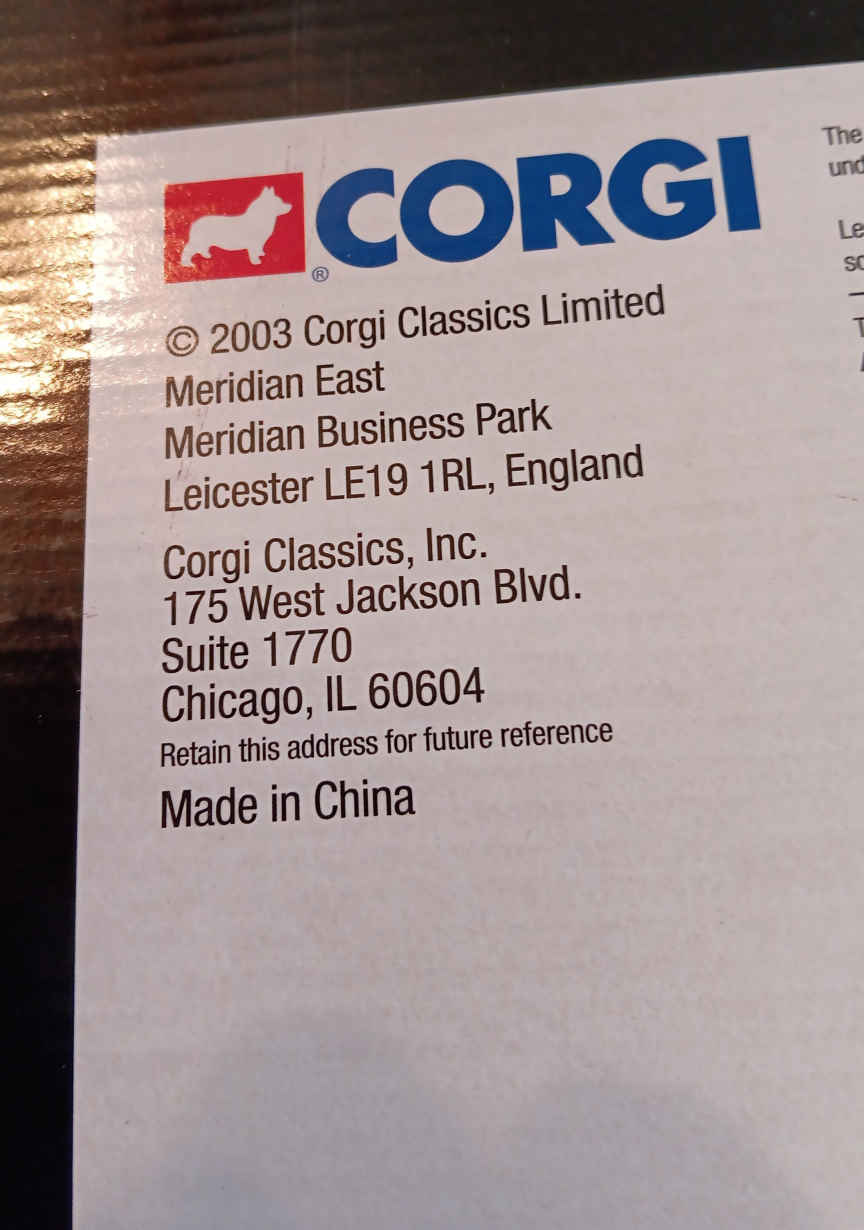 CORGI
®
© 2003 Corgi Classics Limited
Meridian East
Meridian Business Park
Leicester LE19 1RL, England
Corgi Classics, Inc.
175 West Jackson Blvd.
Suite 1770
Chicago, IL 60604
Retain this address for future reference
Made in China
The